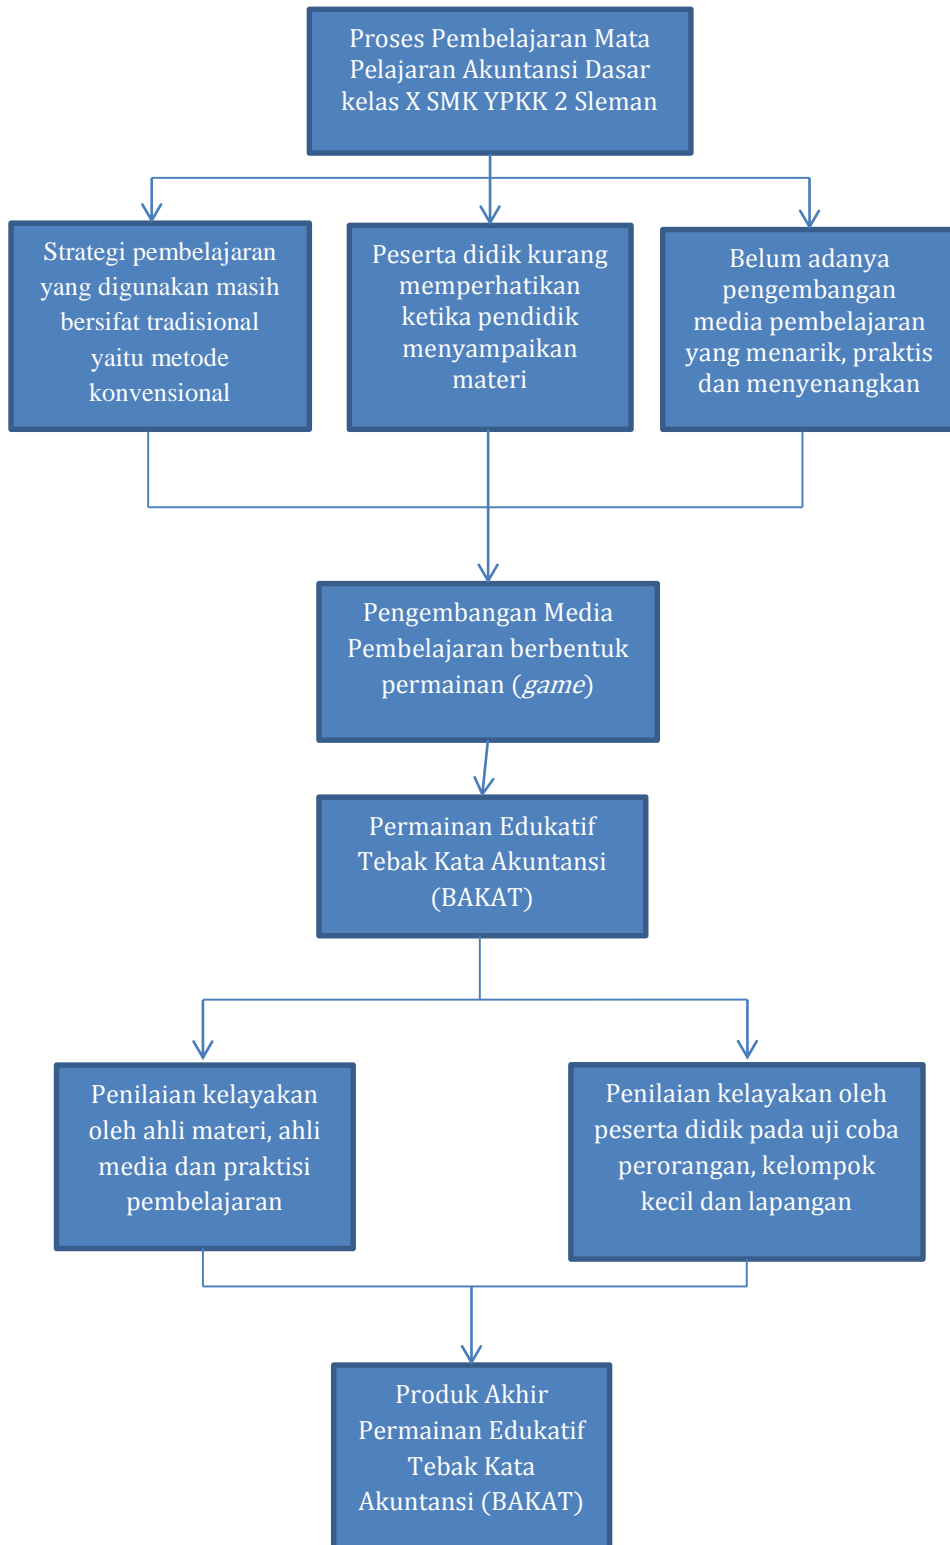 Proses Pembelajaran Mata
Pelajaran Akuntansi Dasar
kelas X SMK YPKK 2 Sleman
Strategi pembelajaran
yang digunakan masih
bersifat tradisional
yaitu metode
konvensional
Peserta didik kurang
memperhatikan
ketika pendidik
menyampaikan
materi
Belum adanya
pengembangan
media pembelajaran
yang menarik, praktis
dan menyenangkan
Pengembangan Media
Pembelajaran berbentuk
permainan (game)
Permainan Edukatif
Tebak Kata Akuntansi
(BAKAT)
Penilaian kelayakan
oleh ahli materi, ahli
media dan praktisi
pembelajaran
Penilaian kelayakan oleh
peserta didik pada uji coba
perorangan, kelompok
kecil dan lapangan
Produk Akhir
Permainan Edukatif
Tebak Kata
Akuntansi (BAKAT)